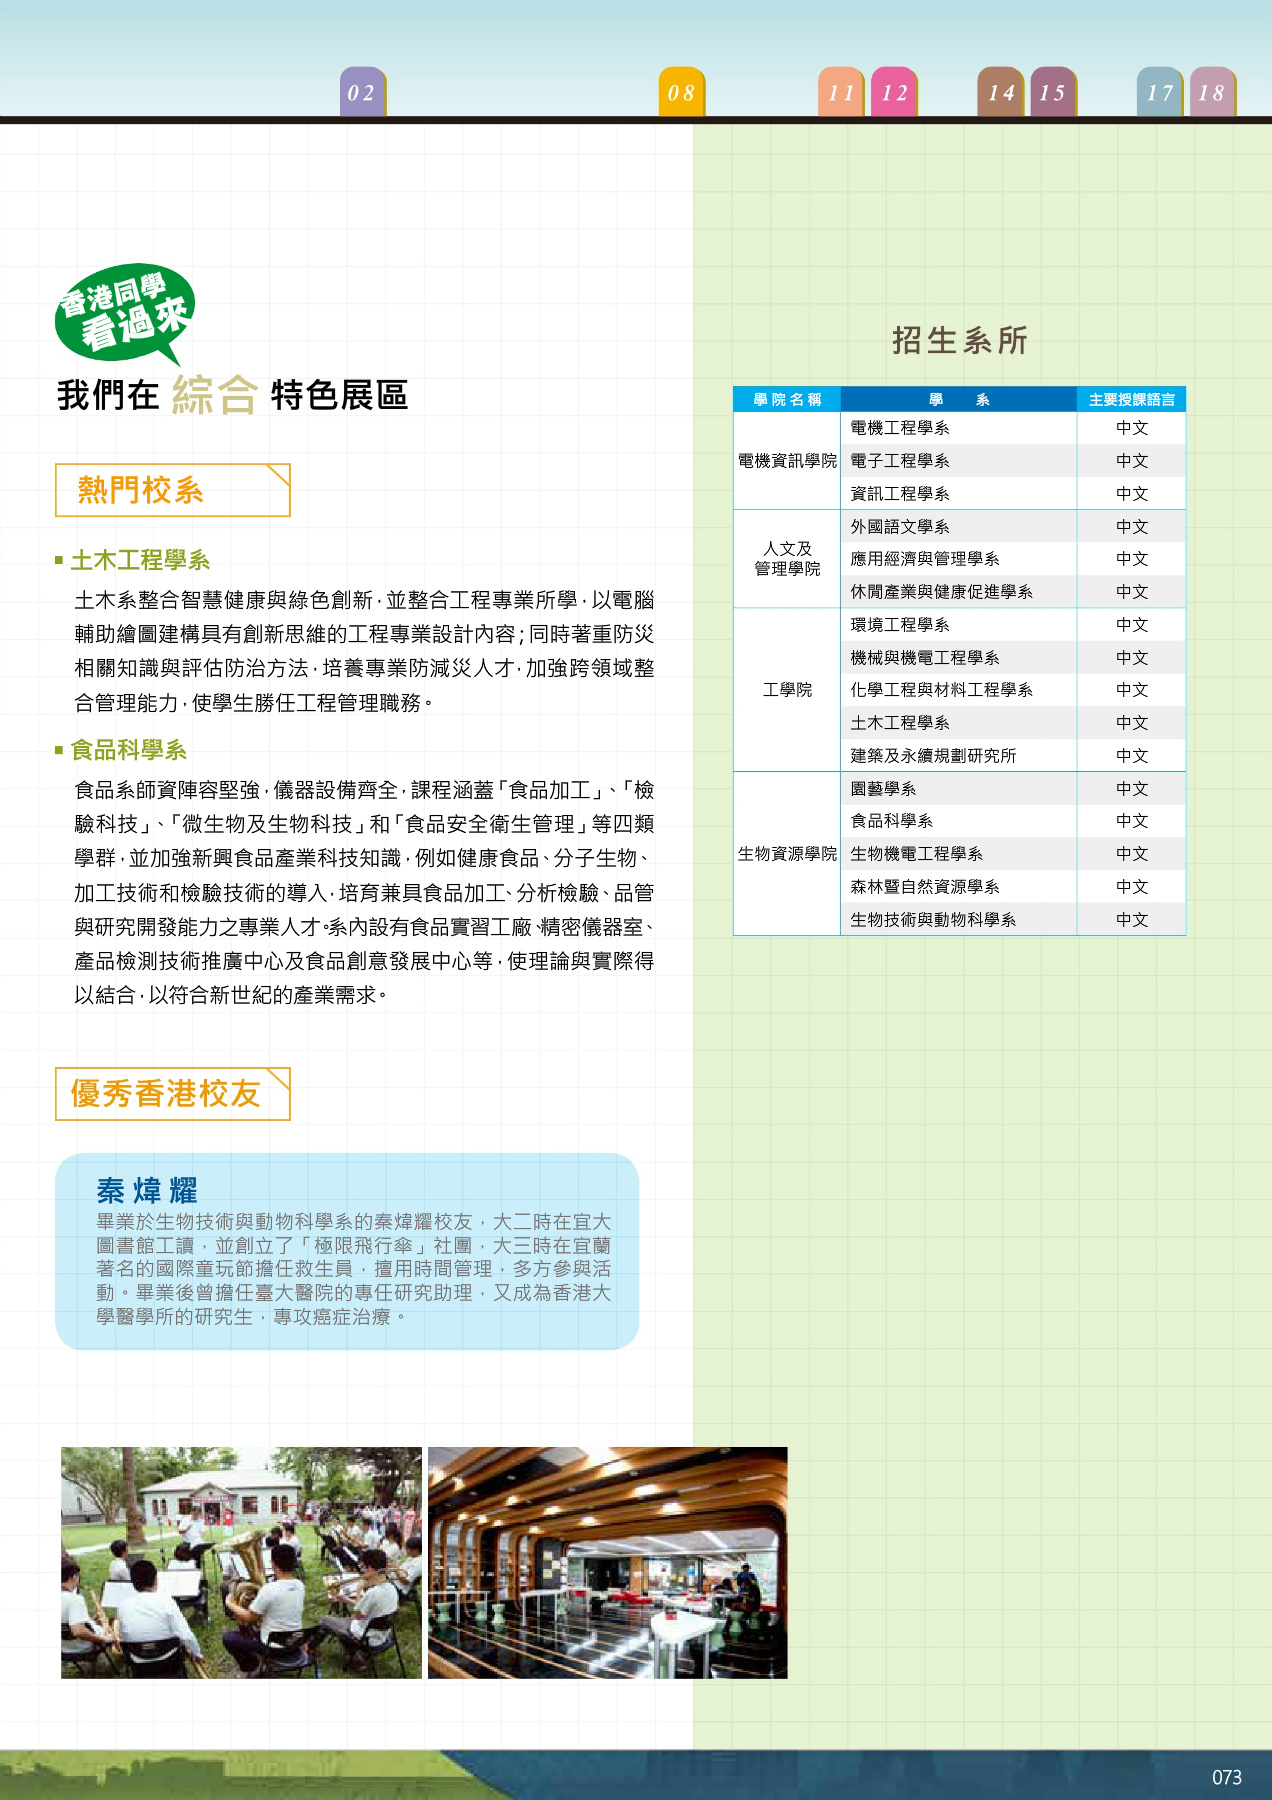 02
08
11
12
14
15
17
18
香港同學
看過來
我們在 綜合 特色展區
熱門校系
土木工程學系
土木系整合智慧健康與綠色創新，並整合工程專業所學，以電腦
輔助繪圖建構具有創新思維的工程專業設計內容；同時著重防災
相關知識與評估防治方法，培養專業防減災人才，加強跨領域整
合管理能力，使學生勝任工程管理職務。
食品科學系
食品系師資陣容堅強，儀器設備齊全，課程涵蓋「食品加工」、「檢
驗科技」、「微生物及生物科技」和「食品安全衛生管理」等四類
學群，並加強新興食品產業科技知識，例如健康食品、分子生物、
加工技術和檢驗技術的導入，培育兼具食品加工、分析檢驗、品管
與研究開發能力之專業人才。系內設有食品實習工廠、精密儀器室、
產品檢測技術推廣中心及食品創意發展中心等，使理論與實際得
以結合，以符合新世紀的產業需求。
優秀香港校友
秦煒耀
畢業於生物技術與動物科學系的秦煒耀校友，大二時在宜大
圖書館工讀，並創立了「極限飛行傘」社團，大三時在宜蘭
著名的國際童玩節擔任救生員，擅用時間管理，多方參與活
動。畢業後曾擔任臺大醫院的專任研究助理，又成為香港大
學醫學所的研究生，專攻癌症治療。
招生系所
學院名稱 學系 主要授課語言
電機工程學系 中文
電機資訊學院 電子工程學系 中文
資訊工程學系 中文
外國語文學系 中文
人文及
管理學院
應用經濟與管理學系 中文
休閒產業與健康促進學系 中文
環境工程學系 中文
機械與機電工程學系 中文
工學院 化學工程與材料工程學系 中文
土木工程學系 中文
建築及永續規劃研究所 中文
園藝學系 中文
食品科學系 中文
生物資源學院 生物機電工程學系 中文
森林暨自然資源學系 中文
生物技術與動物科學系 中文
073